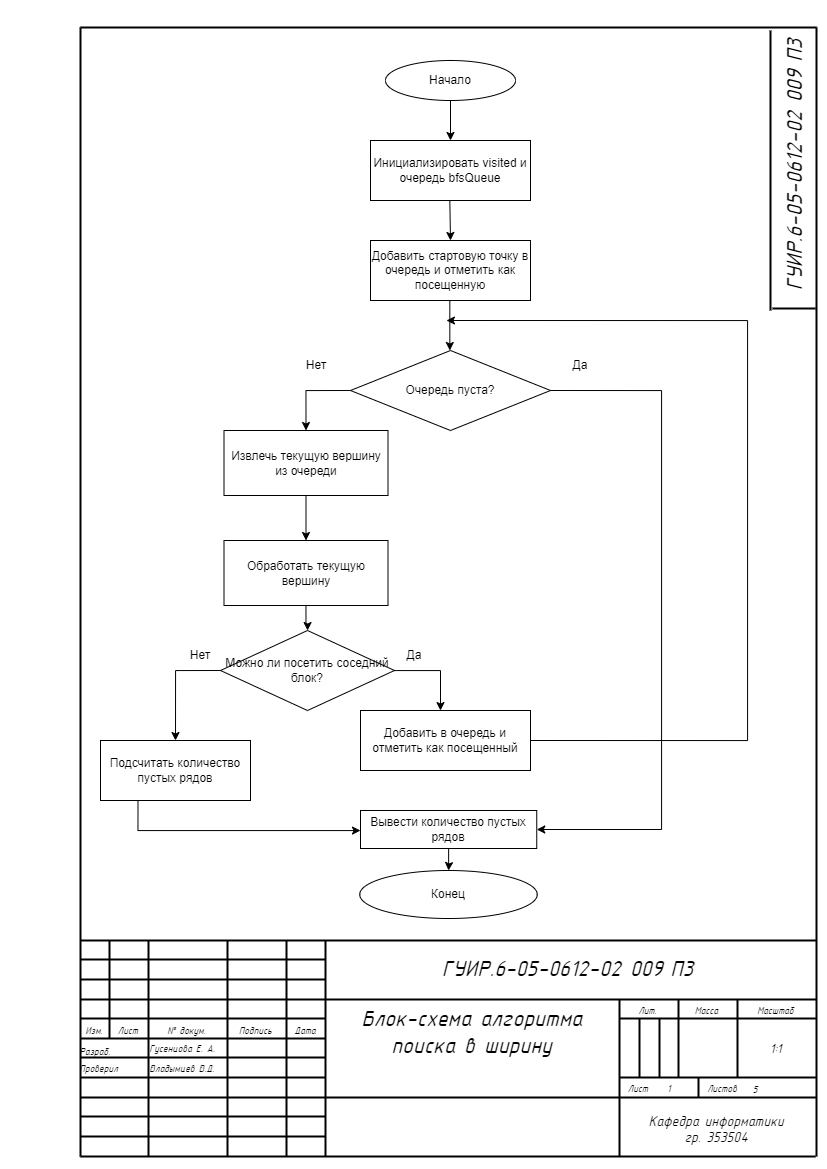 ГУИР.6-05-0612-02 009 ПЗ
Начало
Инициализировать visited и
очередь bfsQueue
Добавить стартовую точку в
очередь и отметить как
посещенную
Нет
Да
Очередь пуста?
Извлечь текущую вершину
из очереди
Обработать текущую
вершину
Нет
Да
Можно ли посетить соседний
блок?
Добавить в очередь и
отметить как посещенный
Подсчитать количество
пустых рядов
Вывести количество пустых
рядов
Конец
ГУИР.6-05-0612-02 009 ПЗ
Блок-схема алгоритма
поиска в ширину
Лит. Масса Масштаб
1:1
Лист 1 Листов 5
Изм. Лист № докум. Подпись Дата
Разраб. Гусенцова Е. А.
Проверил Владымцев В.Д.
Кафедра информатики
гр. 353504